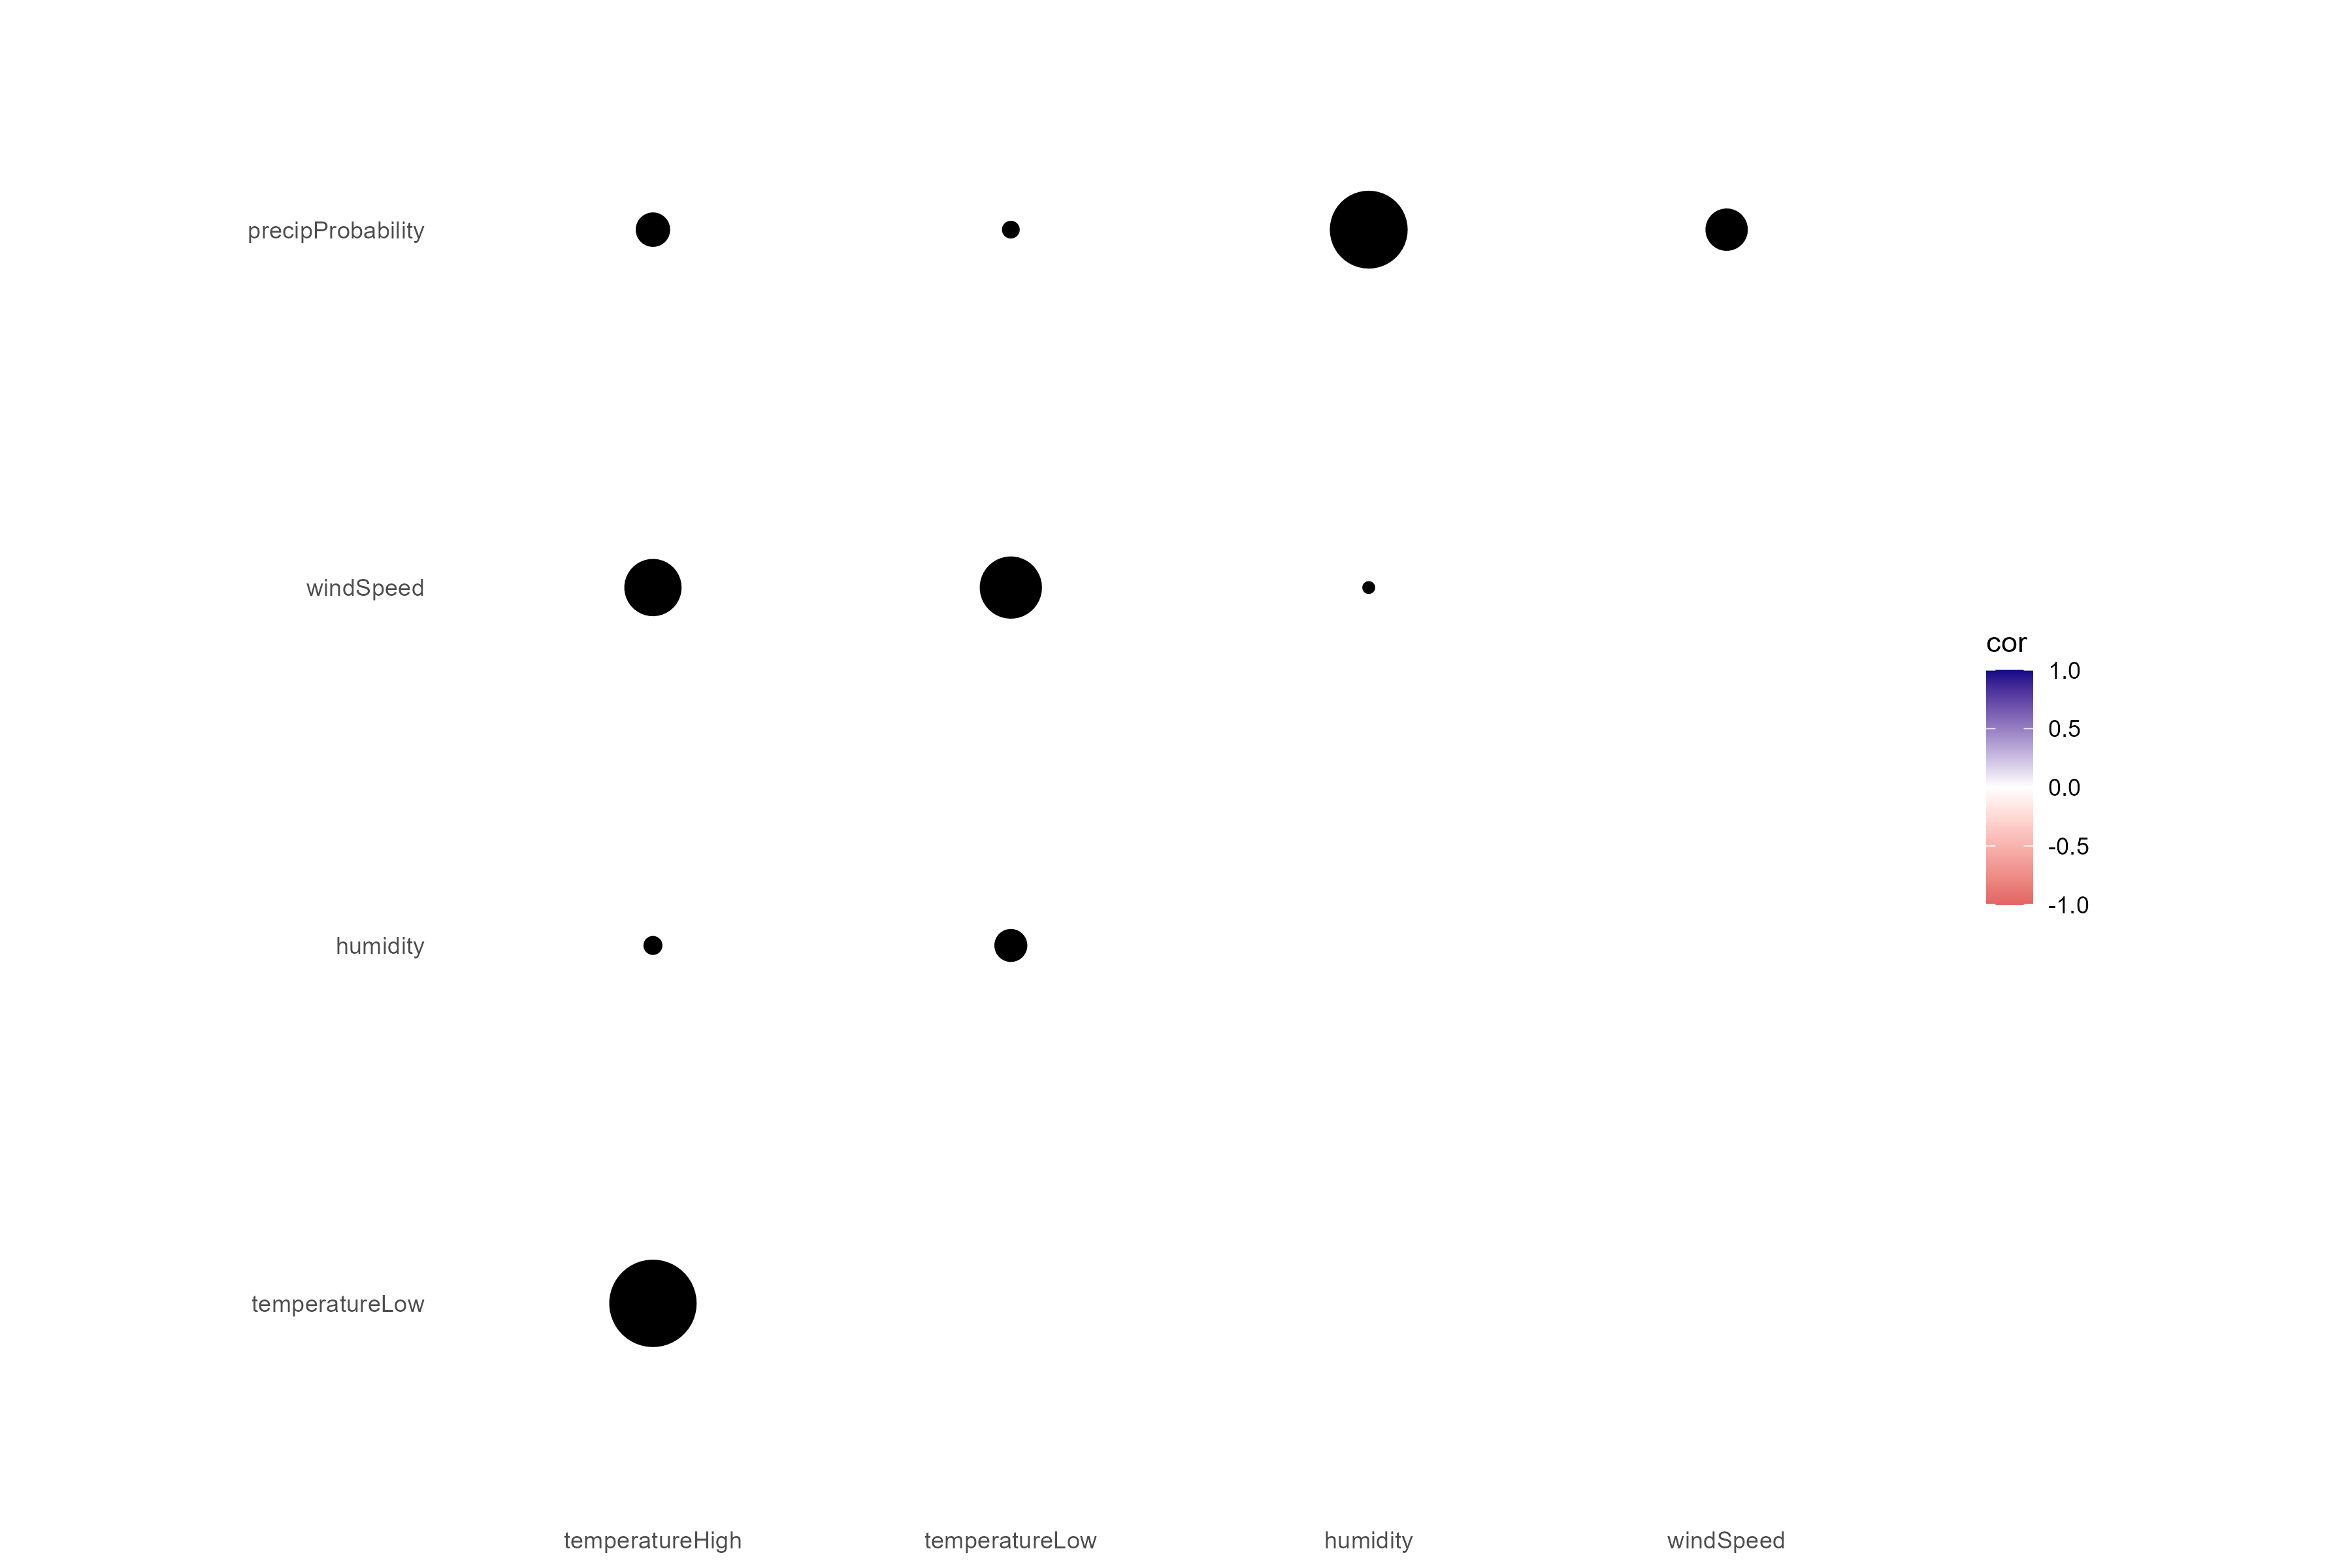 precipProbability
windSpeed
humidity
temperatureLow
temperatureHigh temperatureLow humidity windSpeed
cor
1.0
0.5
0.0
-0.5
-1.0